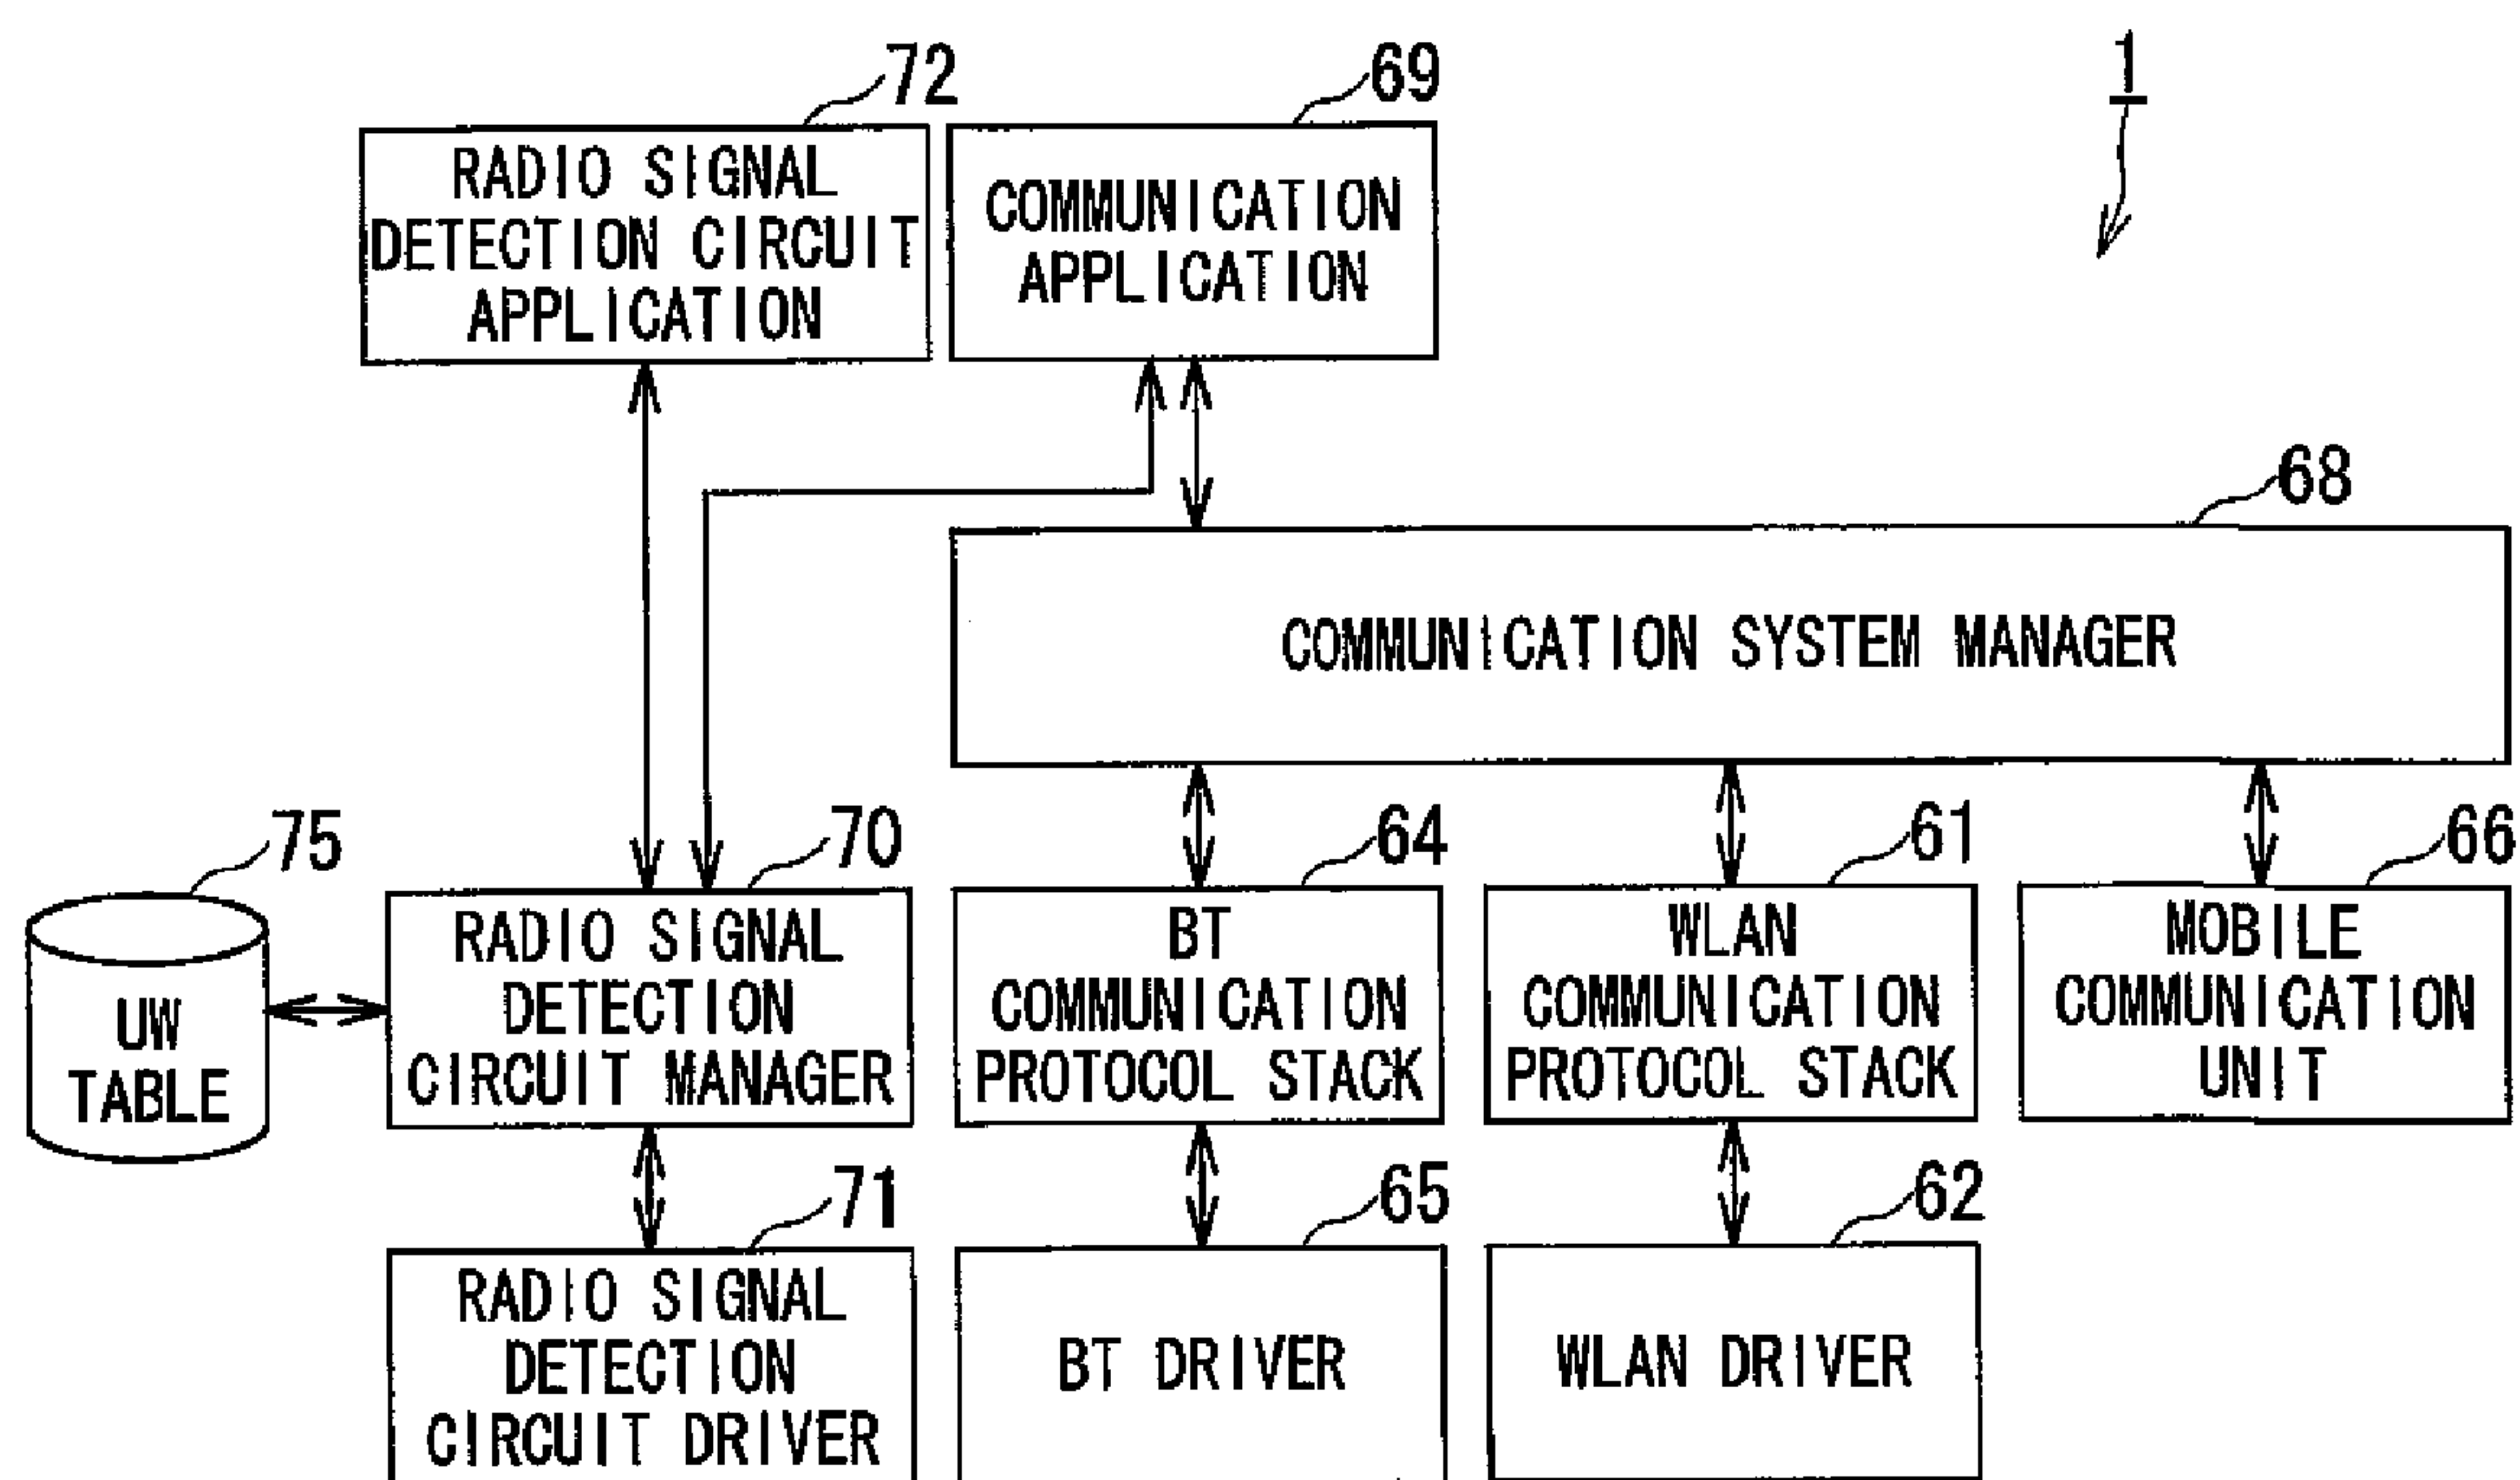 72
69
1
RADIO SIGNAL
DETECTION CIRCUIT
APPLICATION
COMMUNICATION
APPLICATION
68
COMMUNICATION SYSTEM MANAGER
75
70
64
61
66
UW
TABLE
RADIO SIGNAL
DETECTION
CIRCUIT MANAGER
BT
COMMUNICATION
PROTOCOL STACK
WLAN
COMMUNICATION
PROTOCOL STACK
MOBILE
COMMUNICATION
UNIT
71
65
62
RADIO SIGNAL
DETECTION
CIRCUIT DRIVER
BT DRIVER
WLAN DRIVER